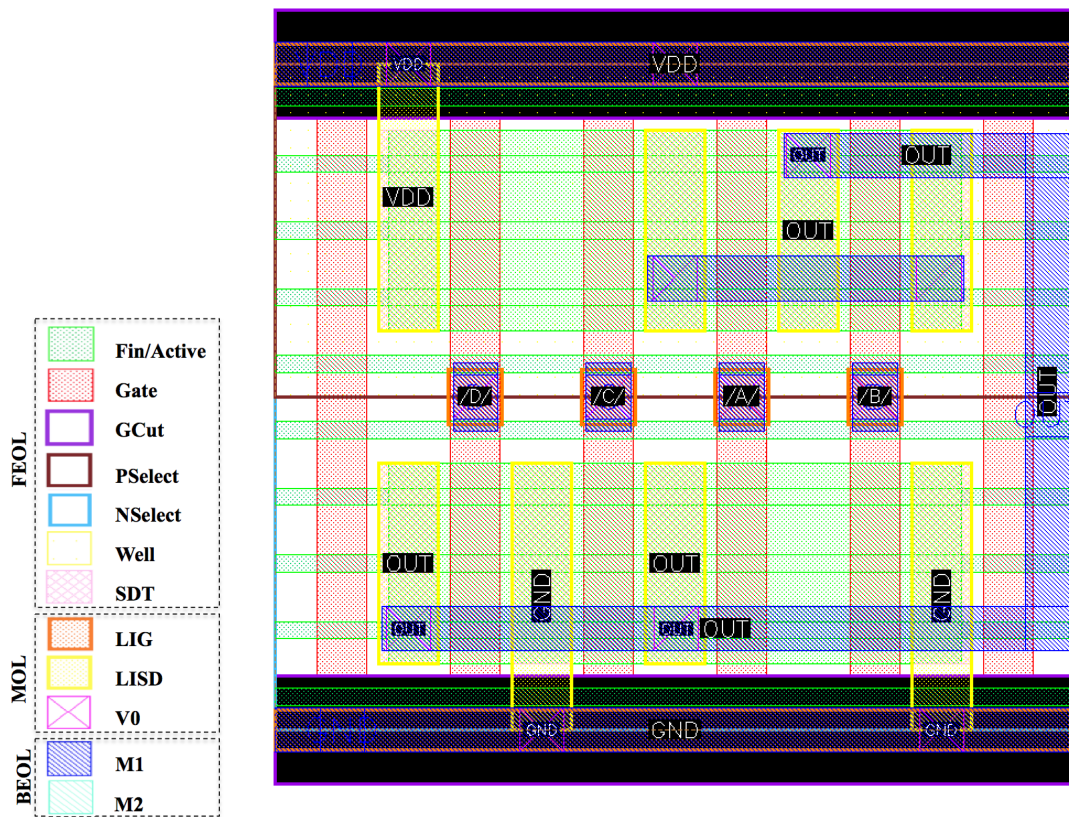 VDD
VDD
OUT
OUT
VDD
OUT
/D/
/C/
/A/
/B/
OUT
OUT
OUT
GND
GND
OUT
OUT
OUT
GND
GND
GND
FEOL
Fin/Active
Gate
GCut
PSelect
NSelect
Well
SDT
MOL
LIG
LISD
V0
BEOL
M1
M2